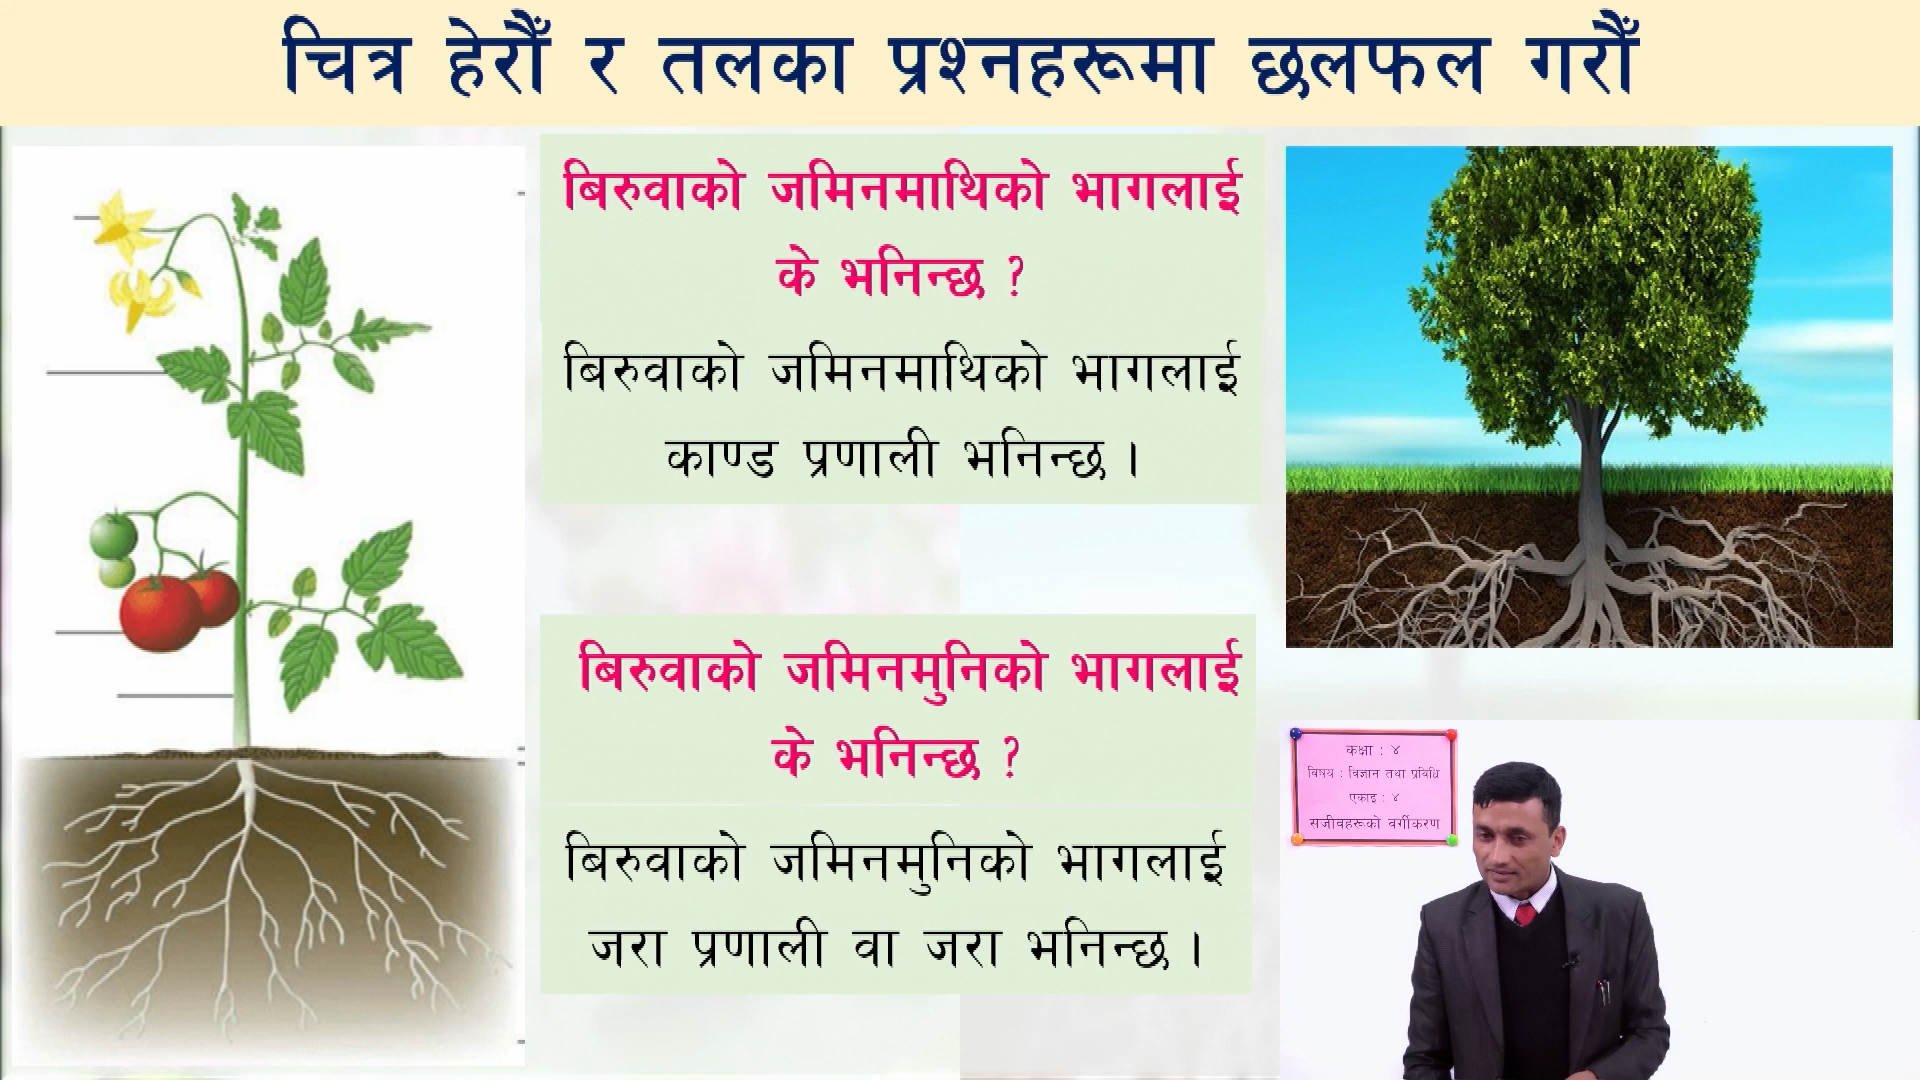 चित्र हेरौँ र तलका प्रश्नहरूमा छलफल गरौँ
बिरुवाको जमिनमाथिको भागलाई
के भनिन्छ ?
बिरुवाको जमिनमाथिको भागलाई
काण्ड प्रणाली भनिन्छ ।
बिरुवाको जमिनमुनिको भागलाई
के भनिन्छ ?
बिरुवाको जमिनमुनिको भागलाई
जरा प्रणाली वा जरा भनिन्छ ।
कक्षा : ४
विषय : विज्ञान तथा प्रविधि
एकाइ : ४
सजीवहरूको वर्गीकरण